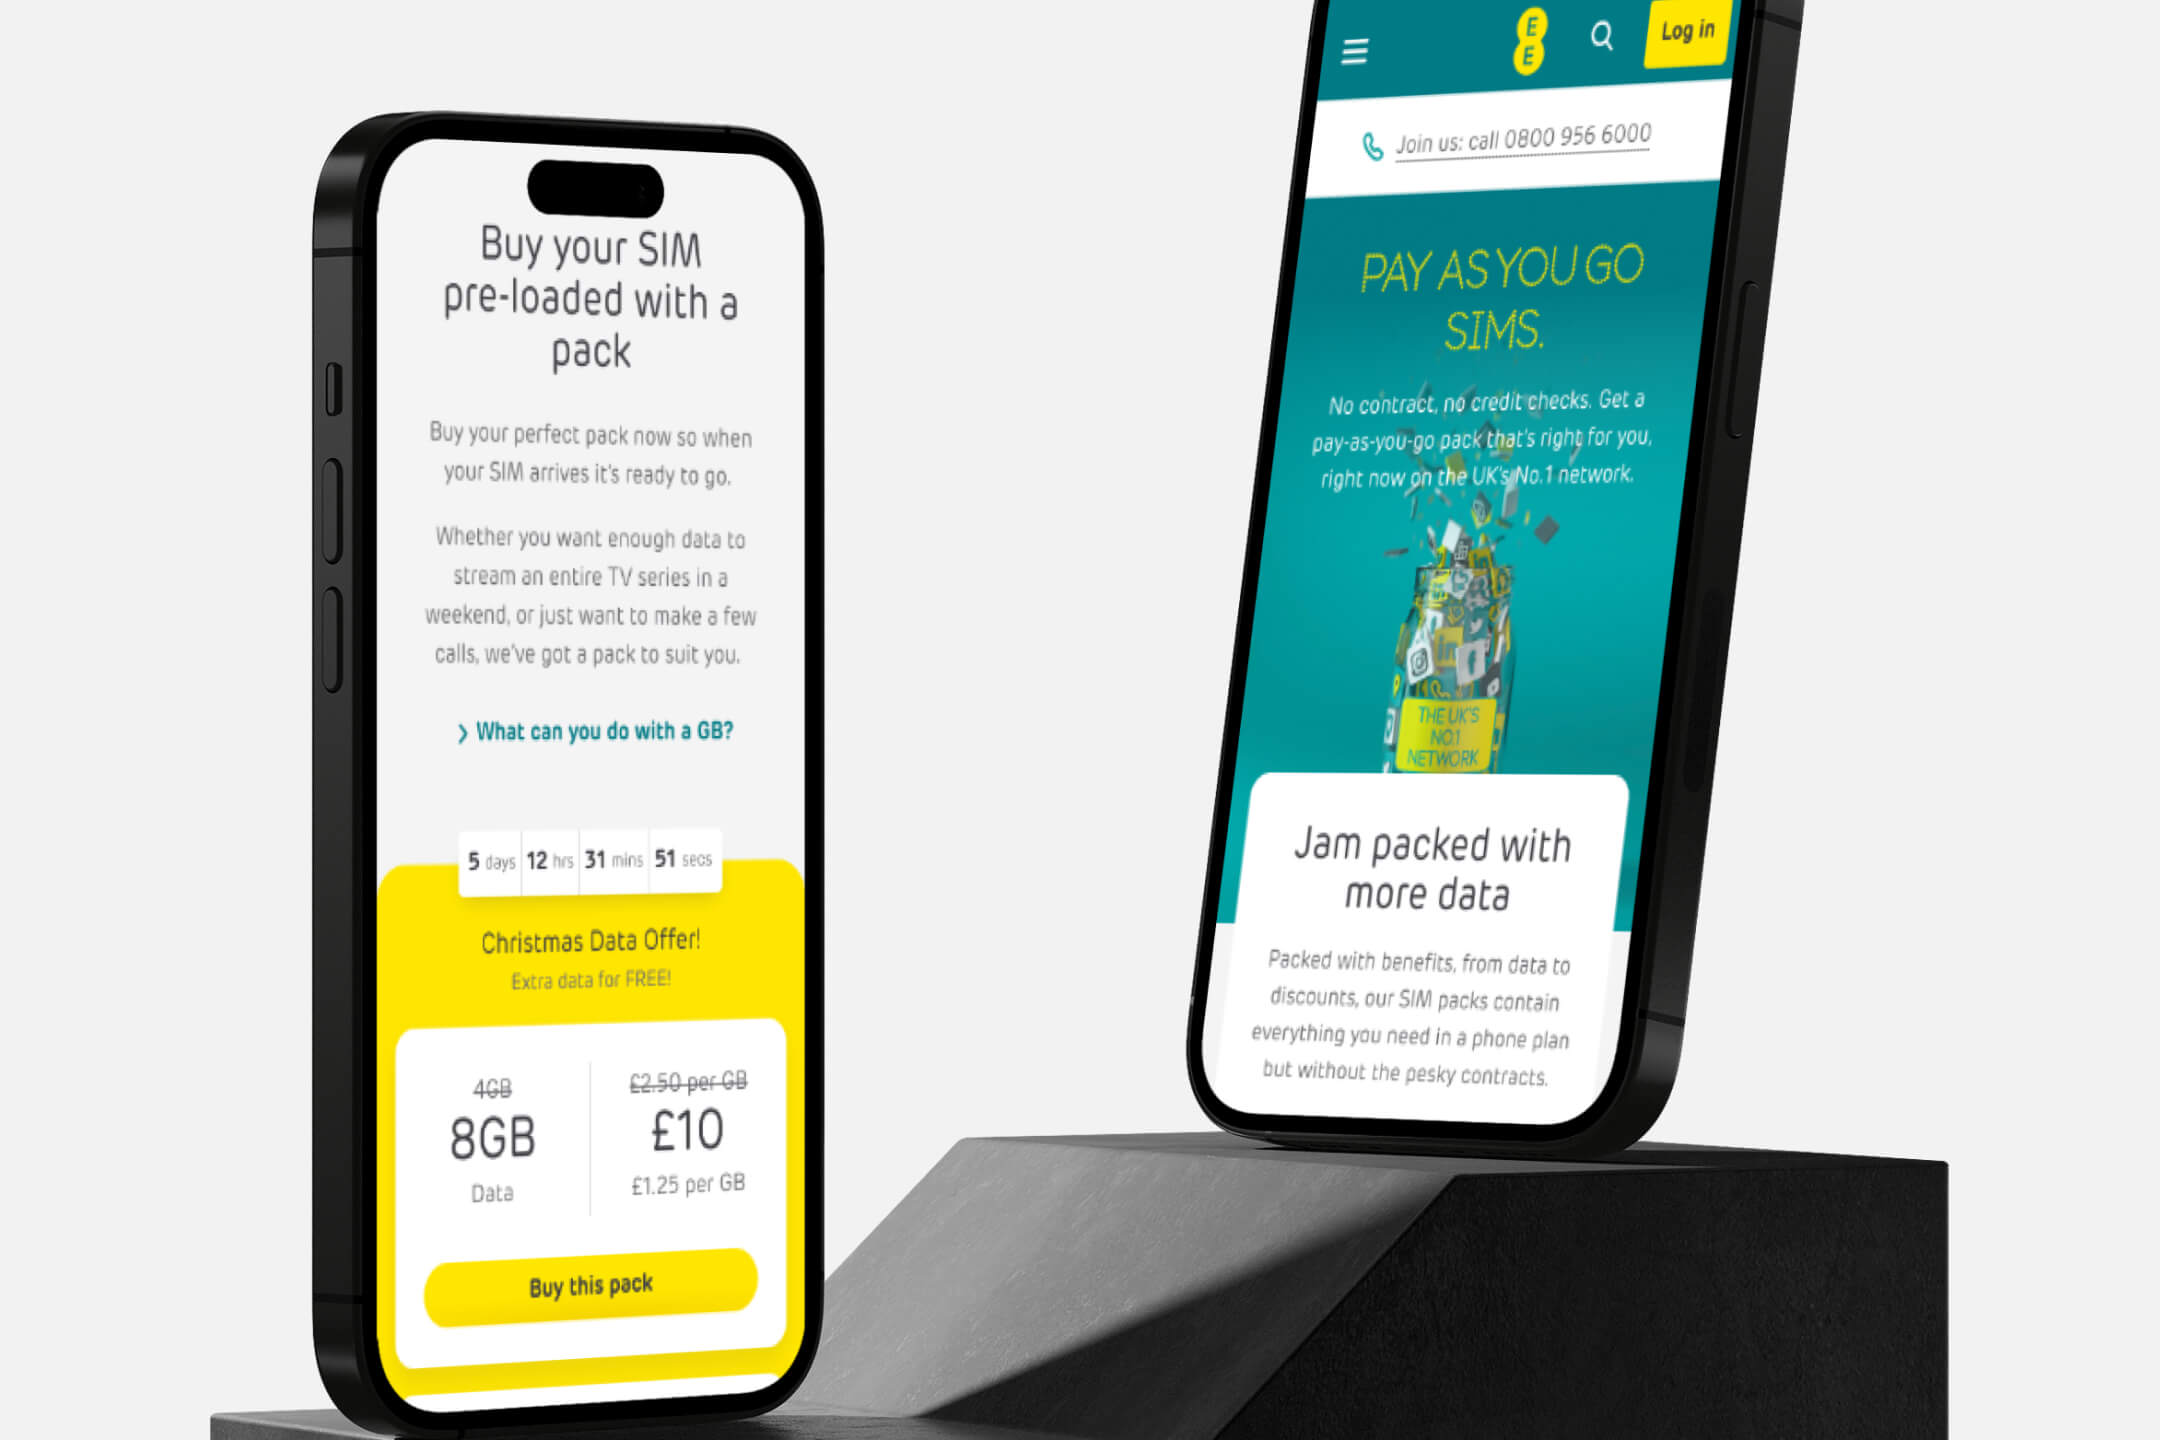 Buy your SIM
pre-loaded with a
pack
Buy your perfect pack now so when
your SIM arrives it's ready to go.
Whether you want enough data to
stream an entire TV series in a
weekend, or just want to make a few
calls, we've got a pack to suit you.
What can you do with a GB?
5 days 12 hrs 31 mins 51 secs
Christmas Data Offer!
Extra data for FREE!
4GB
8GB
Data
£2.50 per GB
£10
£1.25 per GB
Buy this pack
E
E
Log in
Join us: call 0800 956 6000
PAY AS YOU GO
SIMS.
No contract, no credit checks. Get a
pay-as-you-go pack that's right for you,
right now on the UK's No.1 network.
in
THE UK'S
NO.1
NETWORK
Jam packed with
more data
Packed with benefits, from data to
discounts, our SIM packs contain
everything you need in a phone plan
but without the pesky contracts.